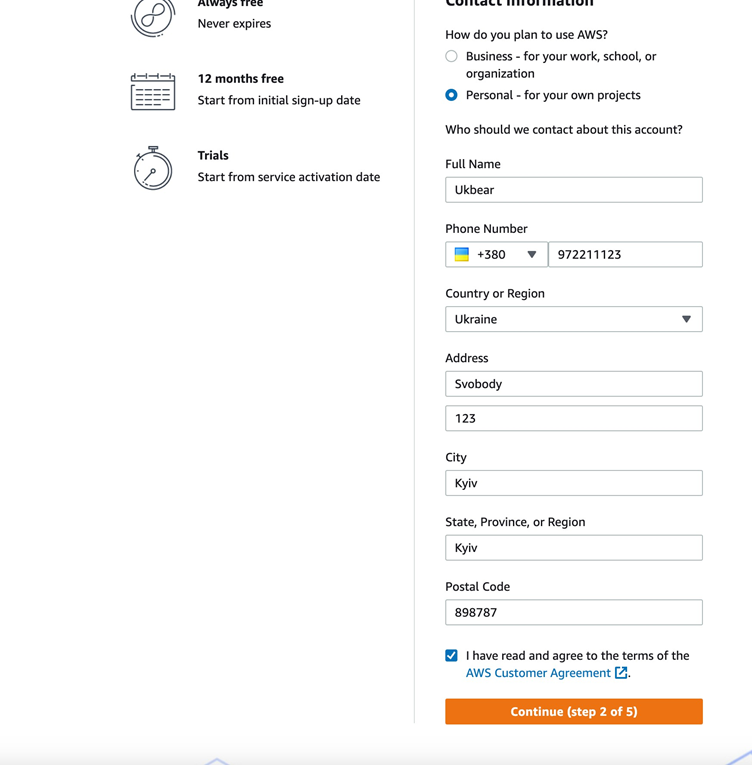 Always free
Never expires
12 months free
Start from initial sign-up date
Trials
Start from service activation date
Contact Information
How do you plan to use AWS?
Business - for your work, school, or
organization
Personal - for your own projects
Who should we contact about this account?
Full Name
Ukbear
Phone Number
+380
972211123
Country or Region
Ukraine
Address
Svobody
123
City
Kyiv
State, Province, or Region
Kyiv
Postal Code
898787
I have read and agree to the terms of the
AWS Customer Agreement.
Continue (step 2 of 5)